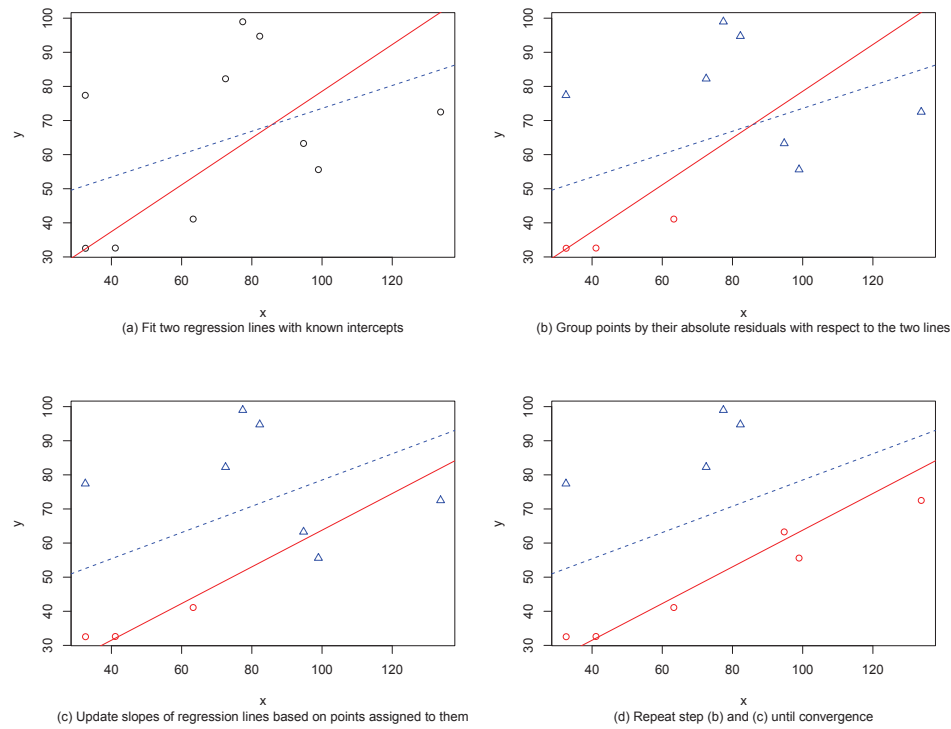 100
90
80
70
60
50
40
30
y
40 60 80 100 120
x
(a) Fit two regression lines with known intercepts
100
90
80
70
60
50
40
30
y
40 60 80 100 120
x
(b) Group points by their absolute residuals with respect to the two lines
100
90
80
70
60
50
40
30
y
40 60 80 100 120
x
(c) Update slopes of regression lines based on points assigned to them
100
90
80
70
60
50
40
30
y
40 60 80 100 120
x
(d) Repeat step (b) and (c) until convergence